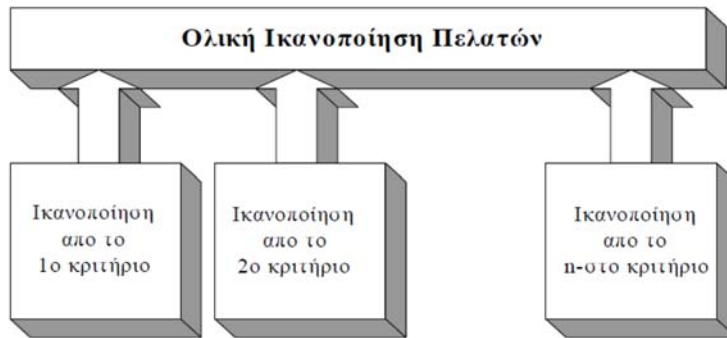 Ολική Ικανοποίηση Πελατών
Ικανοποίηση
απο το
1ο κριτήριο
Ικανοποίηση
απο το
2ο κριτήριο
Ικανοποίηση
απο το
n-στο κριτήριο